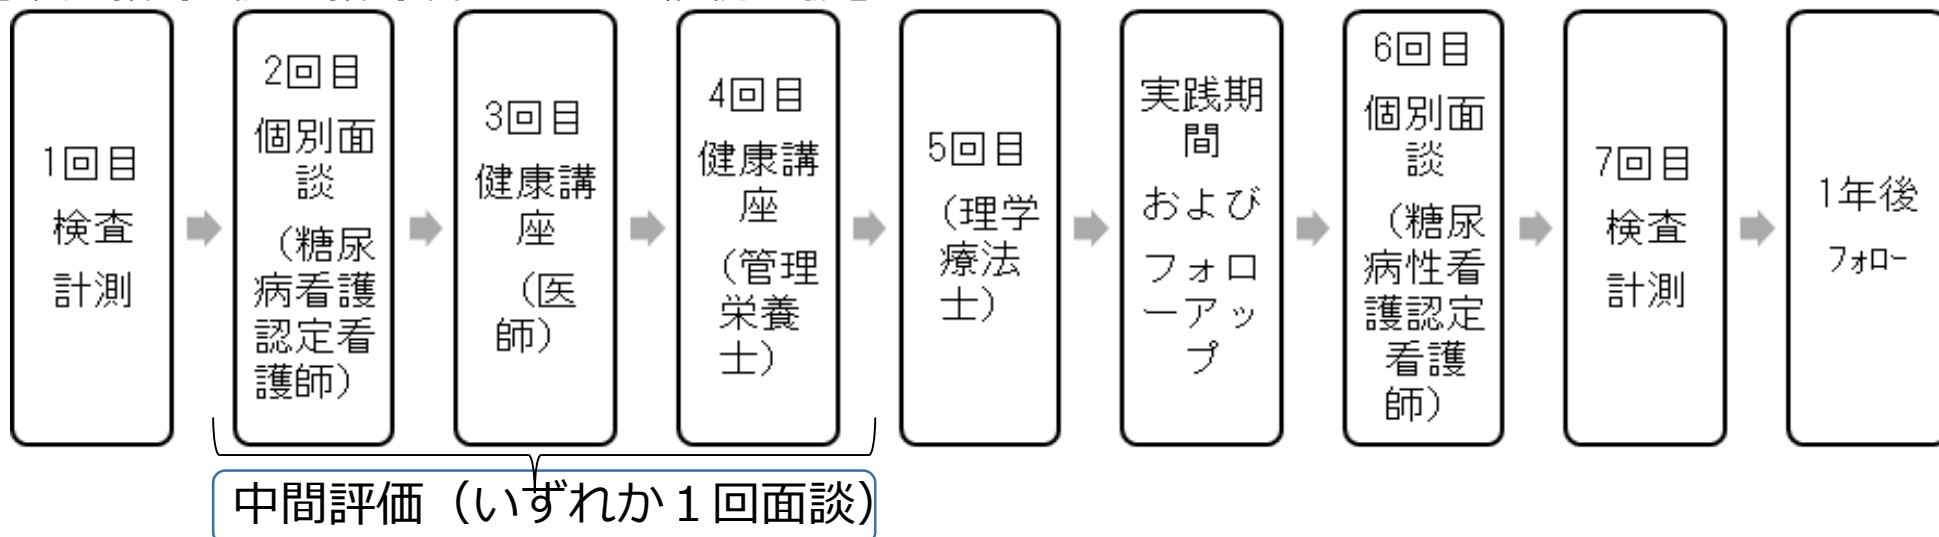 1回目
検査
計測
2回目
個別面
談
（糖尿
病看護
認定看
護師）
3回目
健康講
座
（医
師）
4回目
健康講
座
（管理
栄養
士）
5回目
（理学
療法
士）
実践期
間
および
フォロ
ーアッ
プ
6回目
個別面
談
（糖尿
病性看
護認定
看護
師）
7回目
検査
計測
1年後
フォロー
中間評価（いずれか１回面談）